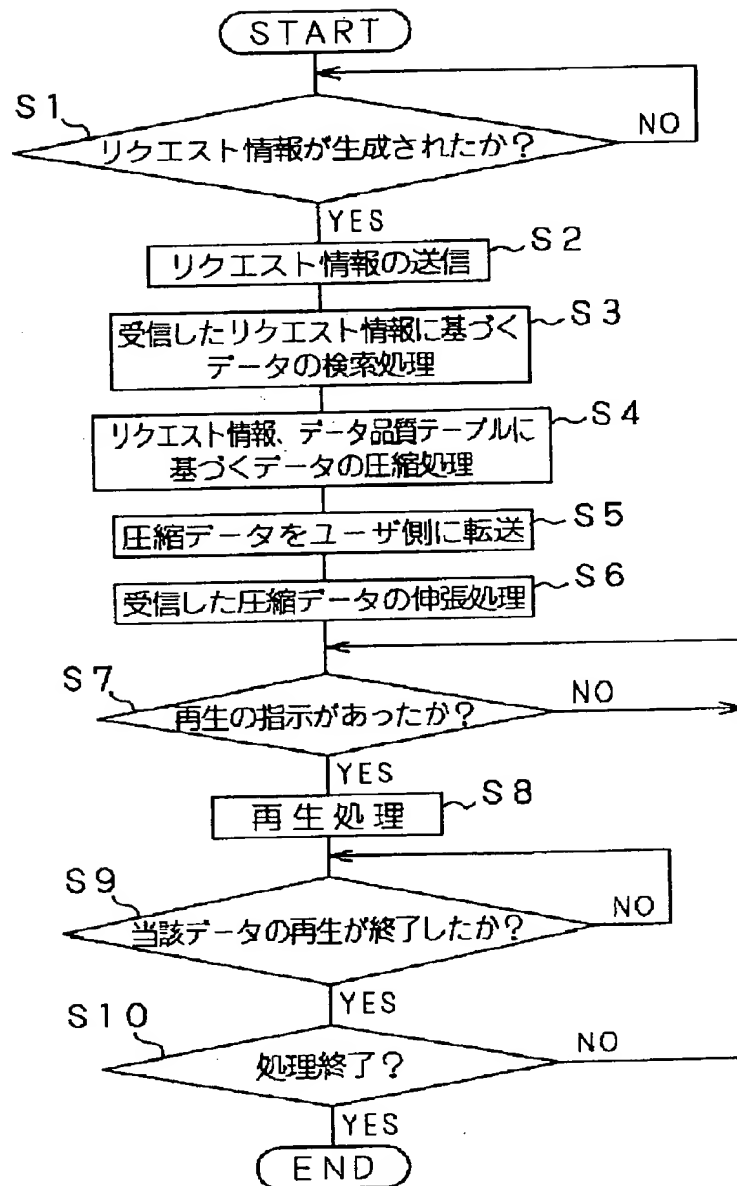 START
S1
リクエスト情報が生成されたか?
NO
YES
S2
リクエスト情報の送信
S3
受信したリクエスト情報に基づく
データの検索処理
S4
リクエスト情報、データ品質テーブルに
基づくデータの圧縮処理
S5
圧縮データをユーザ側に転送
S6
受信した圧縮データの伸張処理
S7
再生の指示があったか?
NO
YES
S8
再生処理
S9
当該データの再生が終了したか?
NO
YES
S10
処理終了?
NO
YES
END